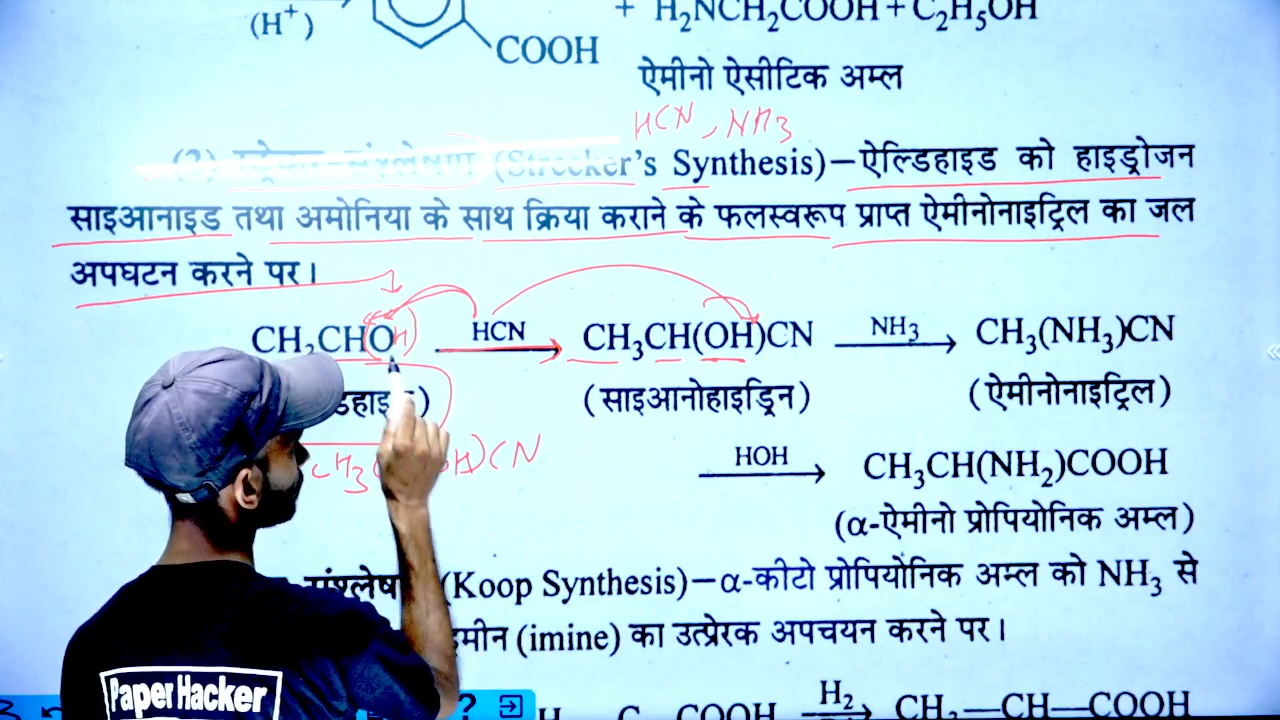 (H⁺) COOH + H₂NCH₂COOH + C₂H₅OH
ऐमीनो ऐसीटिक अम्ल
HCN, NH3
(Strecker's Synthesis)–ऐल्डिहाइड को हाइड्रोजन
साइआनाइड तथा अमोनिया के साथ क्रिया कराने के फलस्वरूप प्राप्त ऐमीनोनाइट्रिल का जल
अपघटन करने पर।
CH₃CHO HCN CH₃CH(OH)CN NH₃ CH₃(NH₃)CN
(साइआनोहाइड्रिन) (ऐमीनोनाइट्रिल)
CN
HOH CH₃CH(NH₂)COOH
(α-ऐमीनो प्रोपियोनिक अम्ल)
(Koop Synthesis)–α-कीटो प्रोपियोनिक अम्ल को NH₃ से
(imine) का उत्प्रेरक अपचयन करने पर।
Paper Hacker
H₂ CH₃—CH—COOH